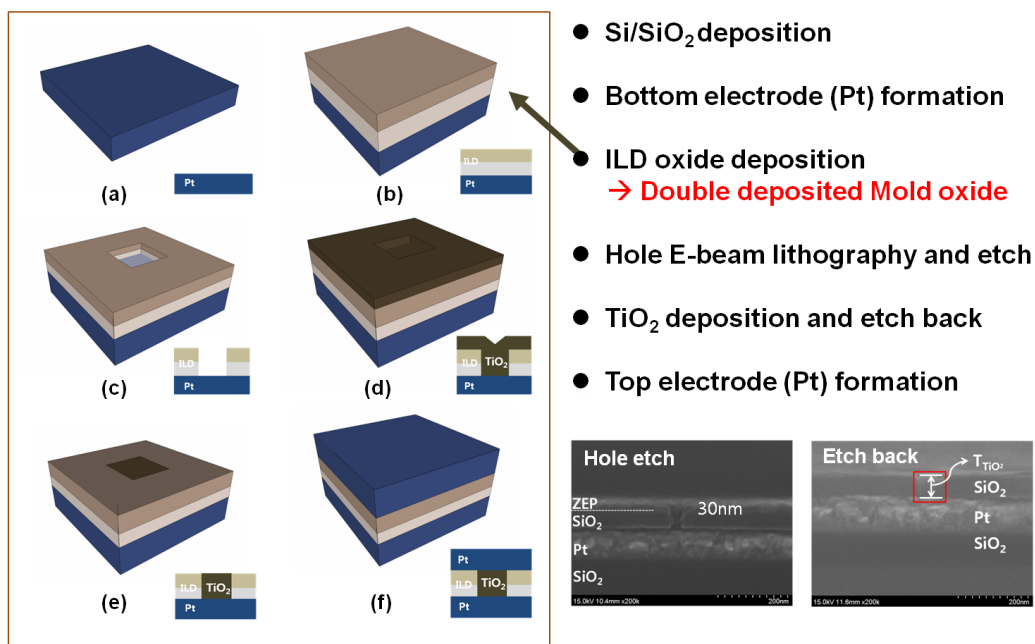 Pt
(a)
ILD
Pt
(b)
ILD
Pt
(c)
ILD TiO₂
Pt
(d)
ILD TiO₂
Pt
(e)
Pt
ILD TiO₂
Pt
(f)
● Si/SiO₂ deposition
● Bottom electrode (Pt) formation
● ILD oxide deposition
→ Double deposited Mold oxide
● Hole E-beam lithography and etch
● TiO₂ deposition and etch back
● Top electrode (Pt) formation
Hole etch
ZEP
30nm
SiO₂
Pt
SiO₂
15.0kV 10.4mm x200k 200nm
Etch back
T TiO²
SiO₂
Pt
SiO₂
15.0kV 11.6mm x200k 200nm